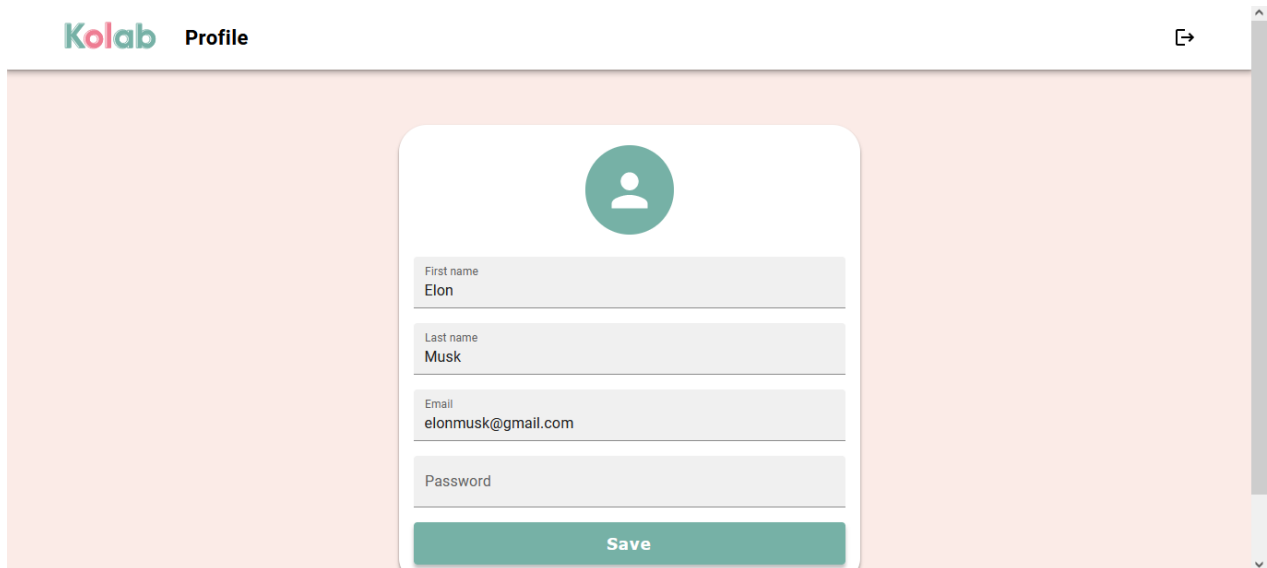 Kolab Profile
First name
Elon
Last name
Musk
Email
elonmusk@gmail.com
Password
Save